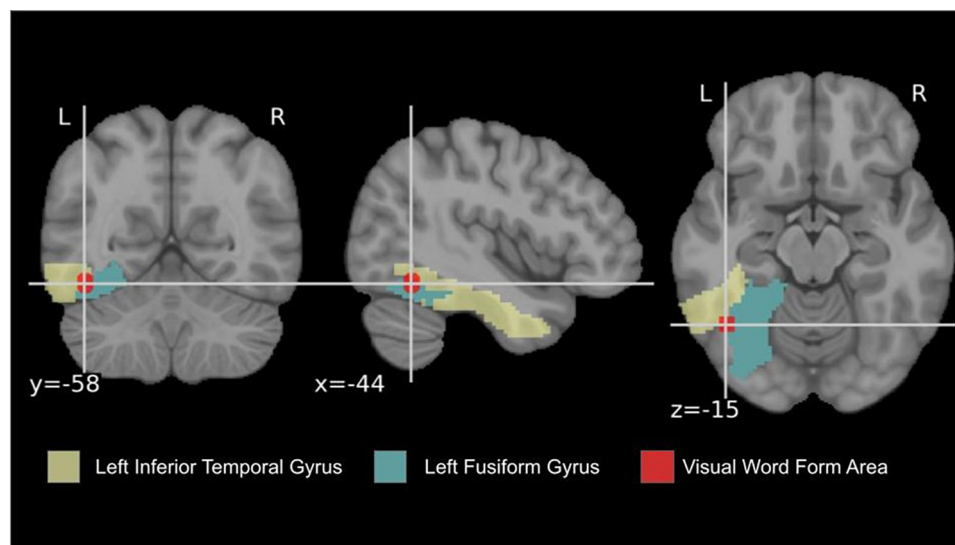 L R
L R
y=-58
x=-44
z=-15
Left Inferior Temporal Gyrus
Left Fusiform Gyrus
Visual Word Form Area